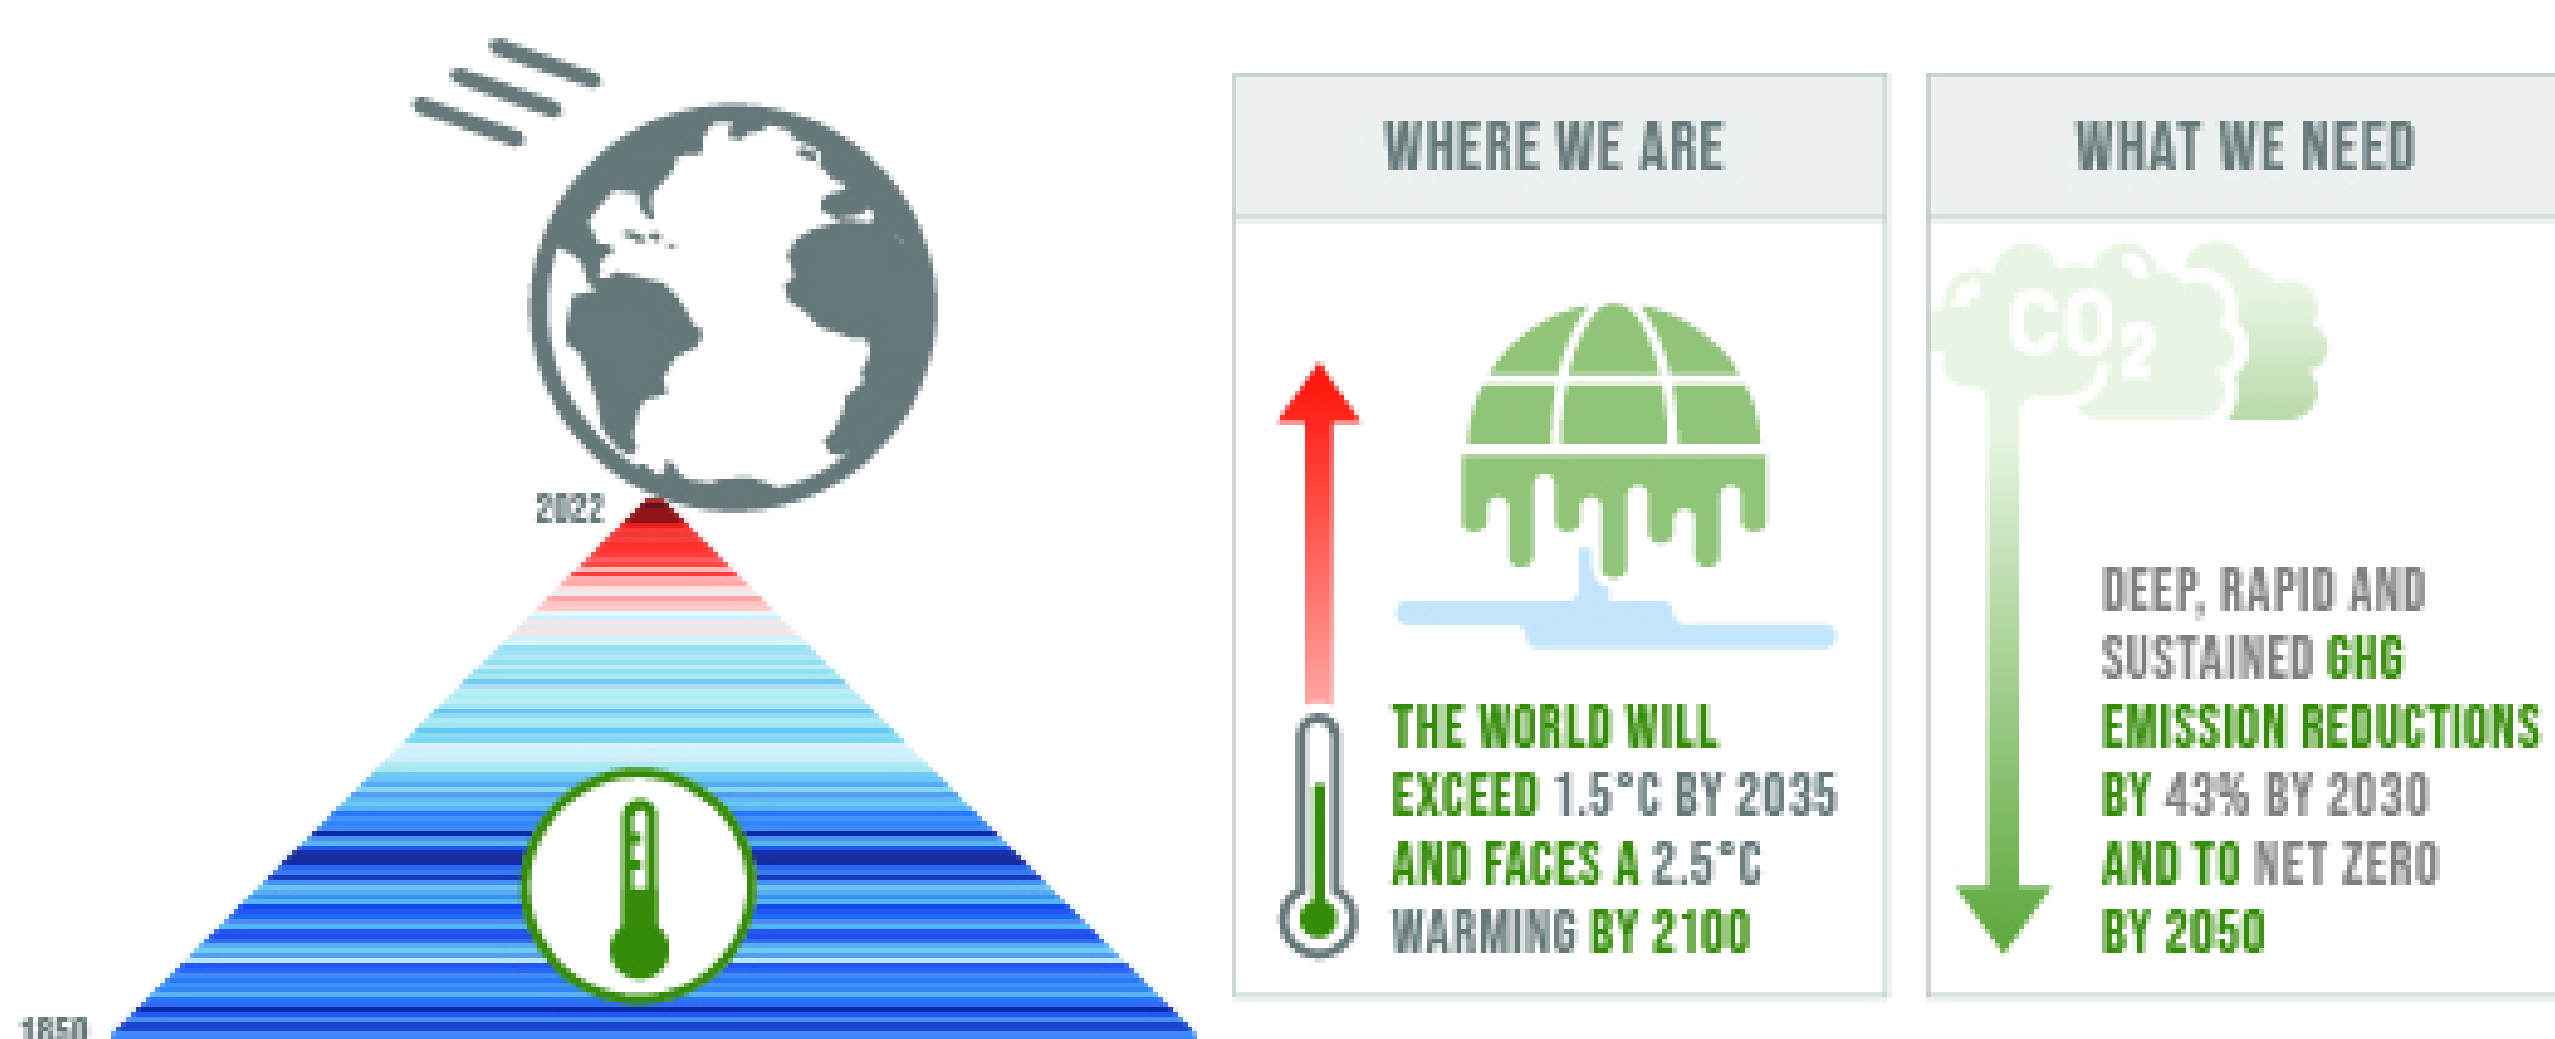 2022
1850
WHERE WE ARE
THE WORLD WILL
EXCEED 1.5°C BY 2035
AND FACES A 2.5°C
WARMING BY 2100
WHAT WE NEED
CO2
DEEP, RAPID AND
SUSTAINED GHG
EMISSION REDUCTIONS
BY 43% BY 2030
AND TO NET ZERO
BY 2050